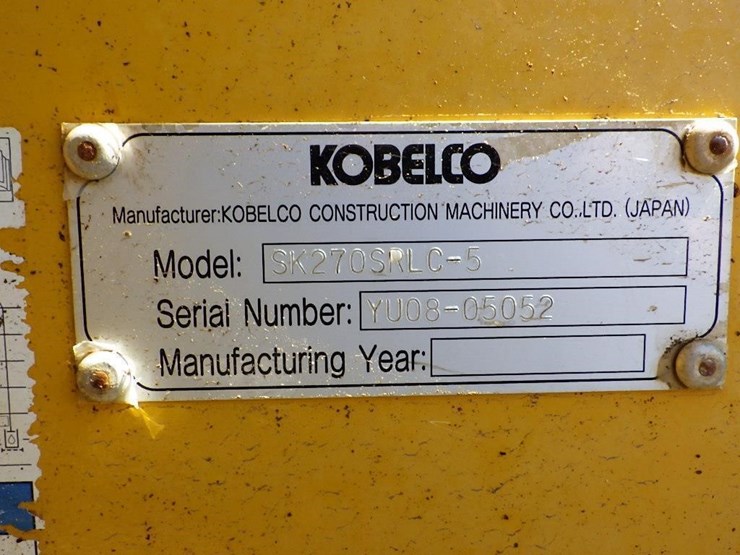 KOBELCO
Manufacturer:KOBELCO CONSTRUCTION MACHINERY CO.,LTD. (JAPAN)
Model: SK270SRLC-5
Serial Number: YU08-05052
Manufacturing Year: